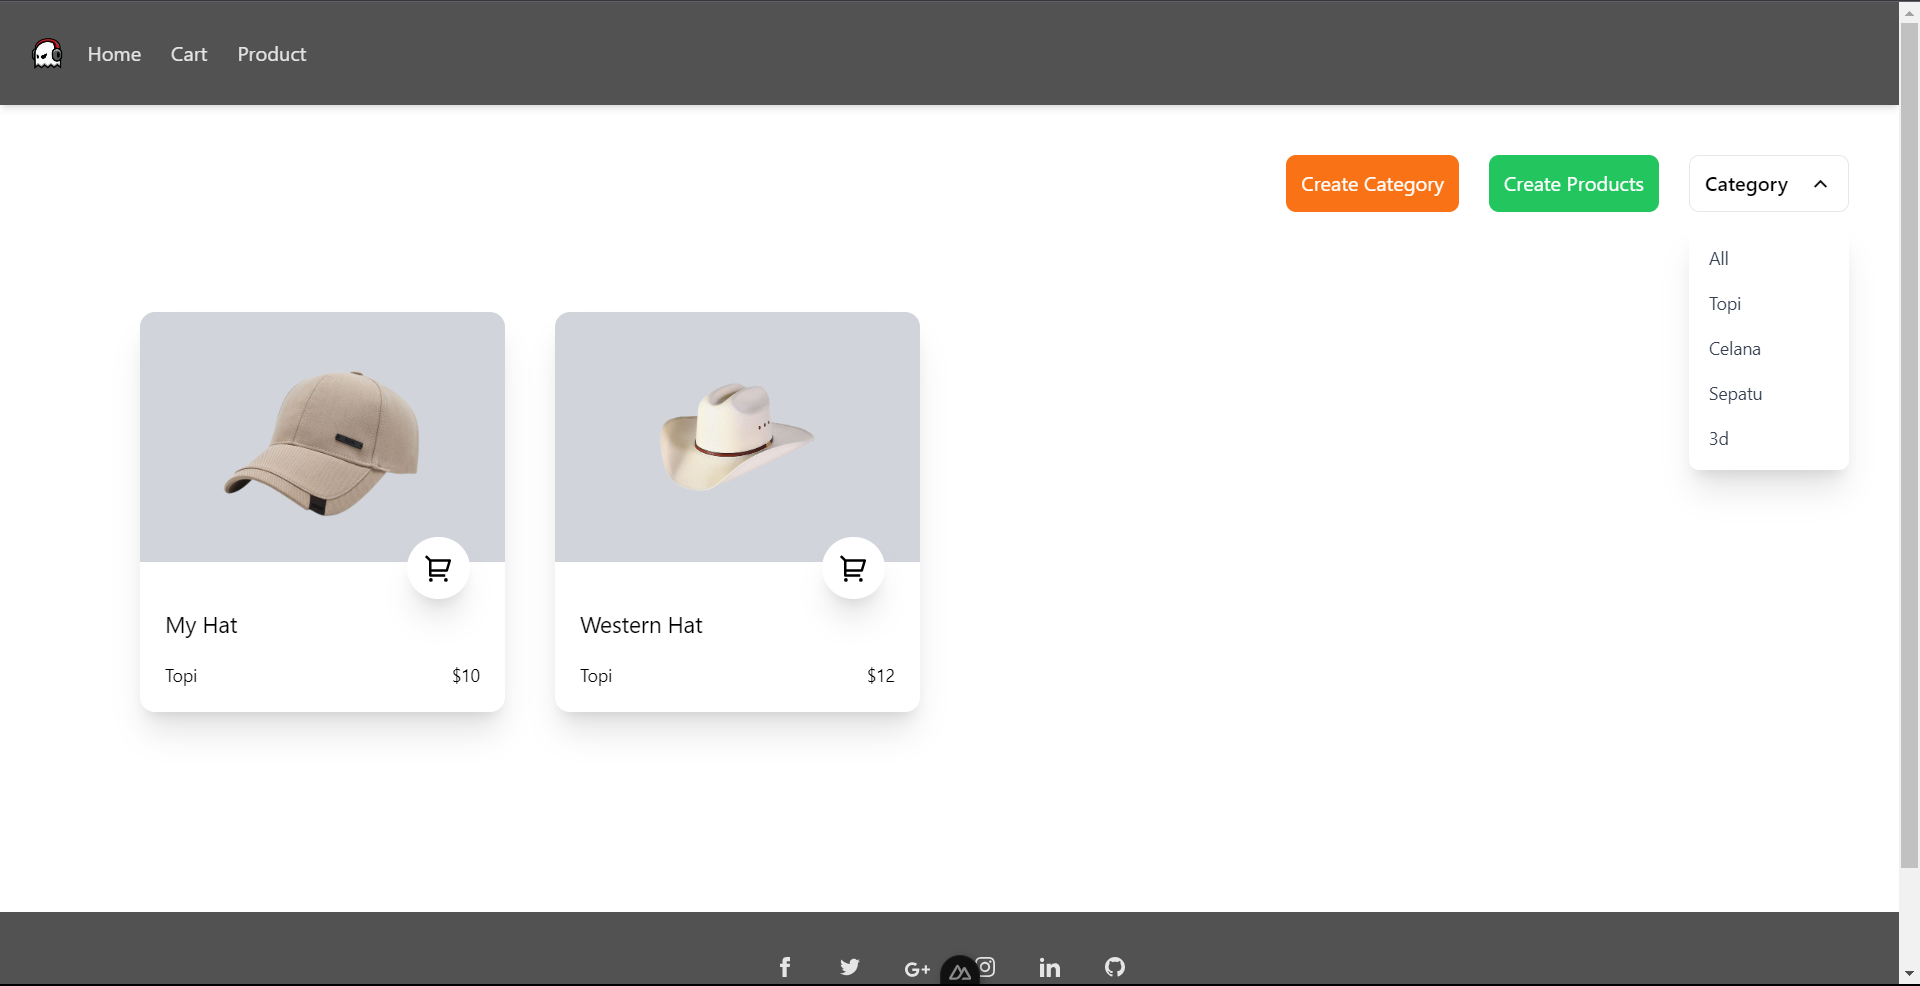 Home Cart Product
Create Category Create Products Category
All
Topi
Celana
Sepatu
3d
My Hat
Topi $10
Western Hat
Topi $12